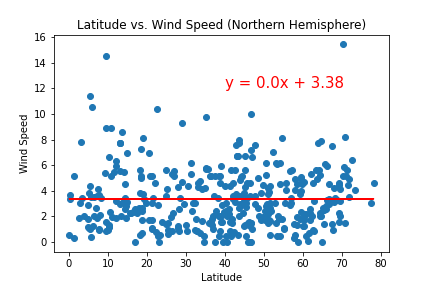 Latitude vs. Wind Speed (Northern Hemisphere)
16
14
12
10
8
6
4
2
0
Wind Speed
y = 0.0x + 3.38
0 10 20 30 40 50 60 70 80
Latitude